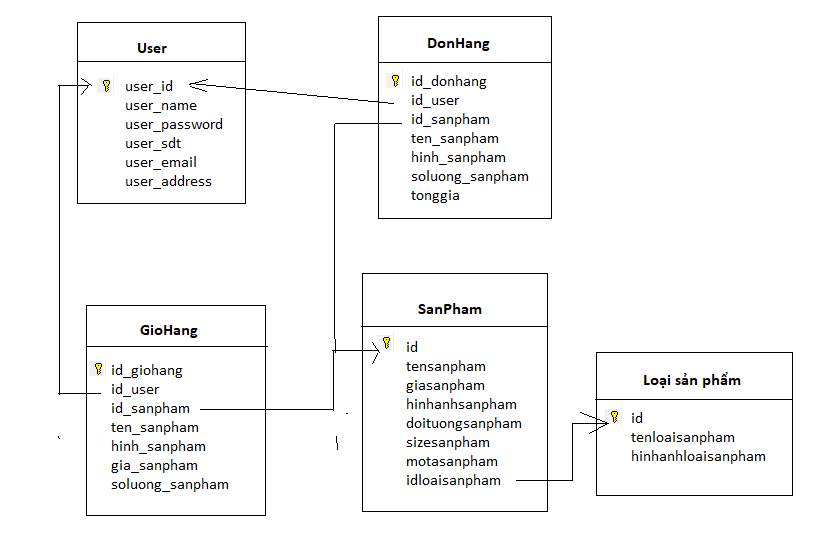 User
user_id
user_name
user_password
user_sdt
user_email
user_address
DonHang
id_donhang
id_user
id_sanpham
ten_sanpham
hinh_sanpham
soluong_sanpham
tonggia
GioHang
id_giohang
id_user
id_sanpham
ten_sanpham
hinh_sanpham
gia_sanpham
soluong_sanpham
SanPham
id
tensanpham
giasanpham
hinhanhsanpham
doituongsanpham
sizesanpham
motasanpham
idloaisanpham
Loại sản phẩm
id
tenloaisanpham
hinhanhloaisanpham